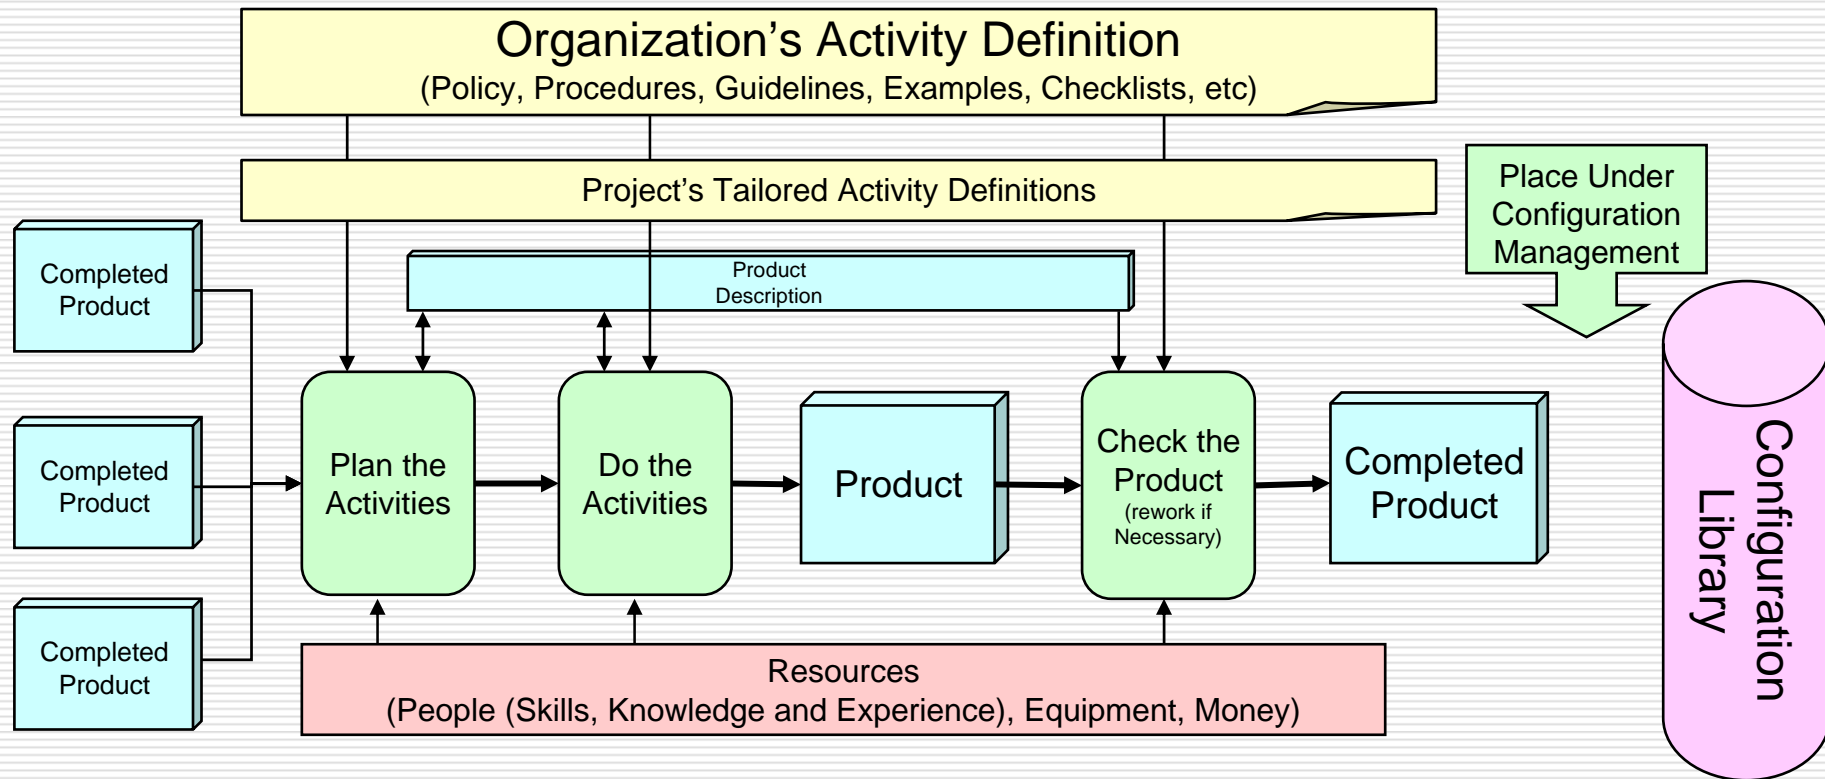 Organization’s Activity Definition
(Policy, Procedures, Guidelines, Examples, Checklists, etc)
Project’s Tailored Activity Definitions
Place Under
Configuration
Management
Completed
Product
Product
Description
Completed
Product
Plan the
Activities
Do the
Activities
Product
Check the
Product
(rework if
Necessary)
Completed
Product
Configuration
Library
Completed
Product
Resources
(People (Skills, Knowledge and Experience), Equipment, Money)